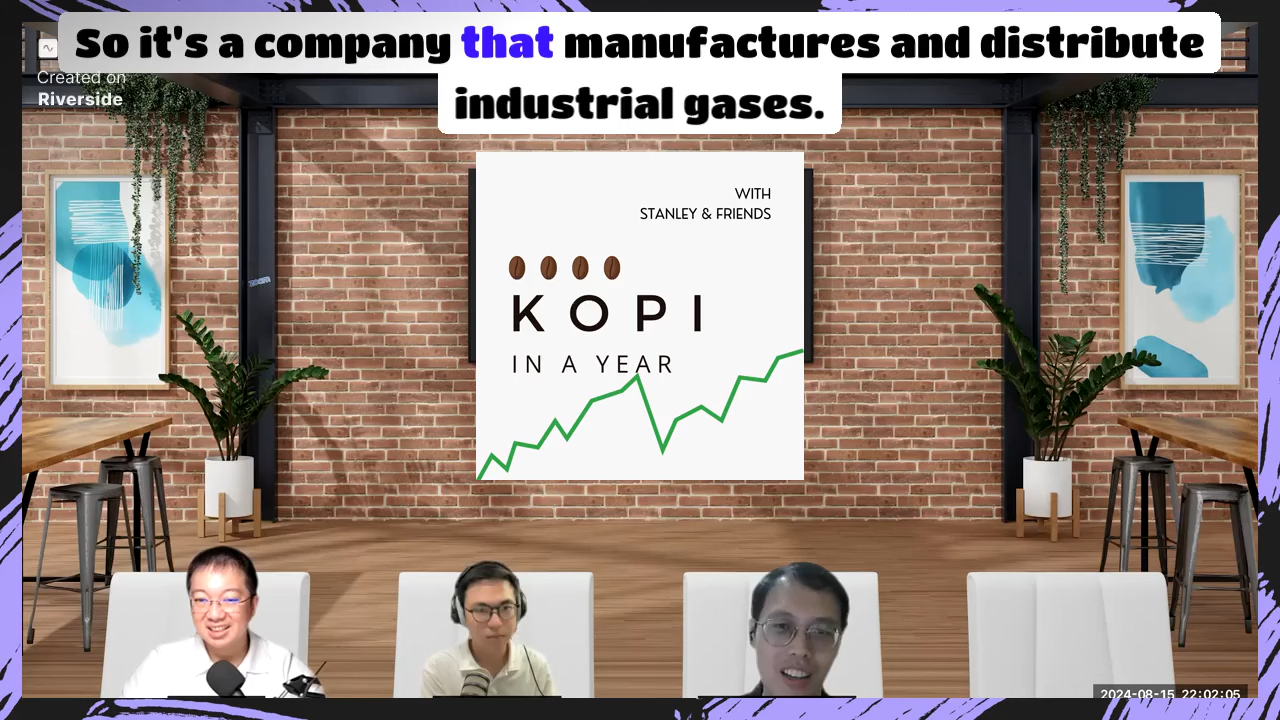 So it's a company that manufactures and distribute
industrial gases.
Created on
Riverside
WITH
STANLEY & FRIENDS
KOPI
IN A YEAR
2024-08-15 22:02:05